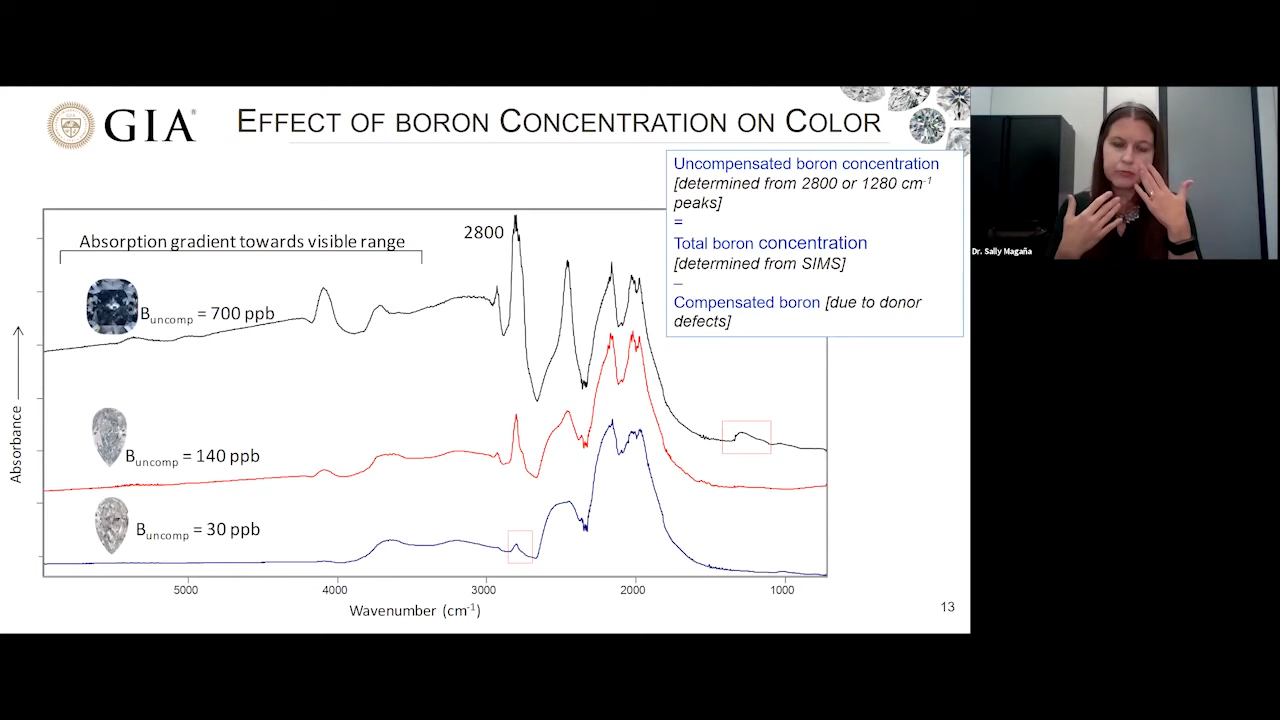 GIA®
EFFECT OF BORON CONCENTRATION ON COLOR
Uncompensated boron concentration
[determined from 2800 or 1280 cm-1
peaks]
=
Total boron concentration
[determined from SIMS]
–
Compensated boron [due to donor
defects]
Dr. Sally Magaña
Absorption gradient towards visible range
2800
Buncomp = 700 ppb
Buncomp = 140 ppb
Buncomp = 30 ppb
Absorbance
5000 4000 3000 2000 1000
Wavenumber (cm-1)
13